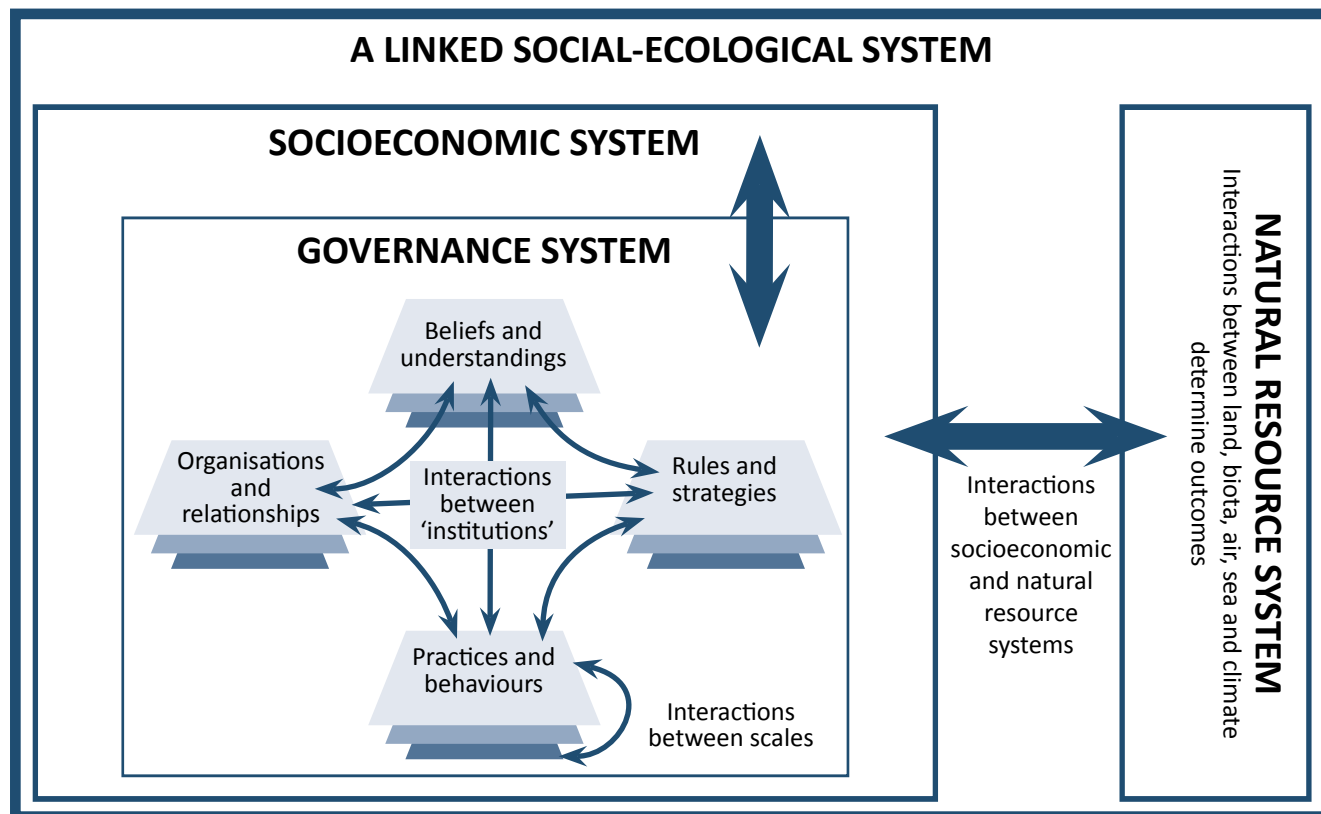 A LINKED SOCIAL-ECOLOGICAL SYSTEM
SOCIOECONOMIC SYSTEM
GOVERNANCE SYSTEM
Beliefs and
understandings
Organisations
and
relationships
Interactions
between
‘institutions’
Rules and
strategies
Practices and
behaviours
Interactions
between scales
Interactions
between
socioeconomic
and natural
resource
systems
NATURAL RESOURCE SYSTEM
Interactions between land, biota, air, sea and climate
determine outcomes